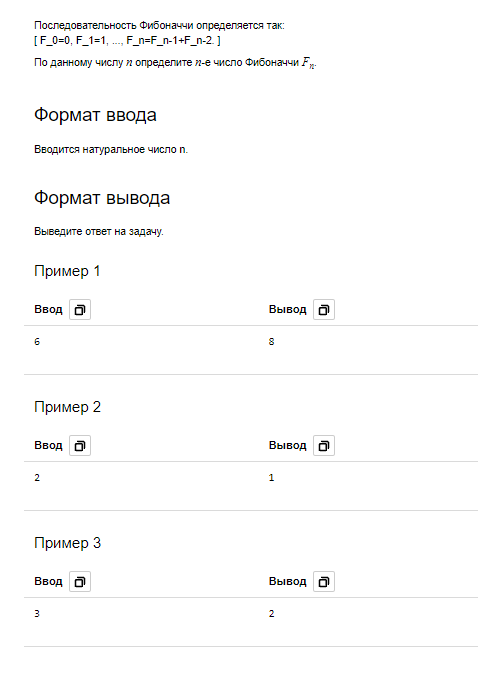 Последовательность Фибоначчи определяется так:
[ F_0=0, F_1=1, ..., F_n=F_n-1+F_n-2. ]
По данному числу n определите n-е число Фибоначчи Fn.
Формат ввода
Вводится натуральное число n.
Формат вывода
Выведите ответ на задачу.
Пример 1
Ввод Вывод
6 8
Пример 2
Ввод Вывод
2 1
Пример 3
Ввод Вывод
3 2